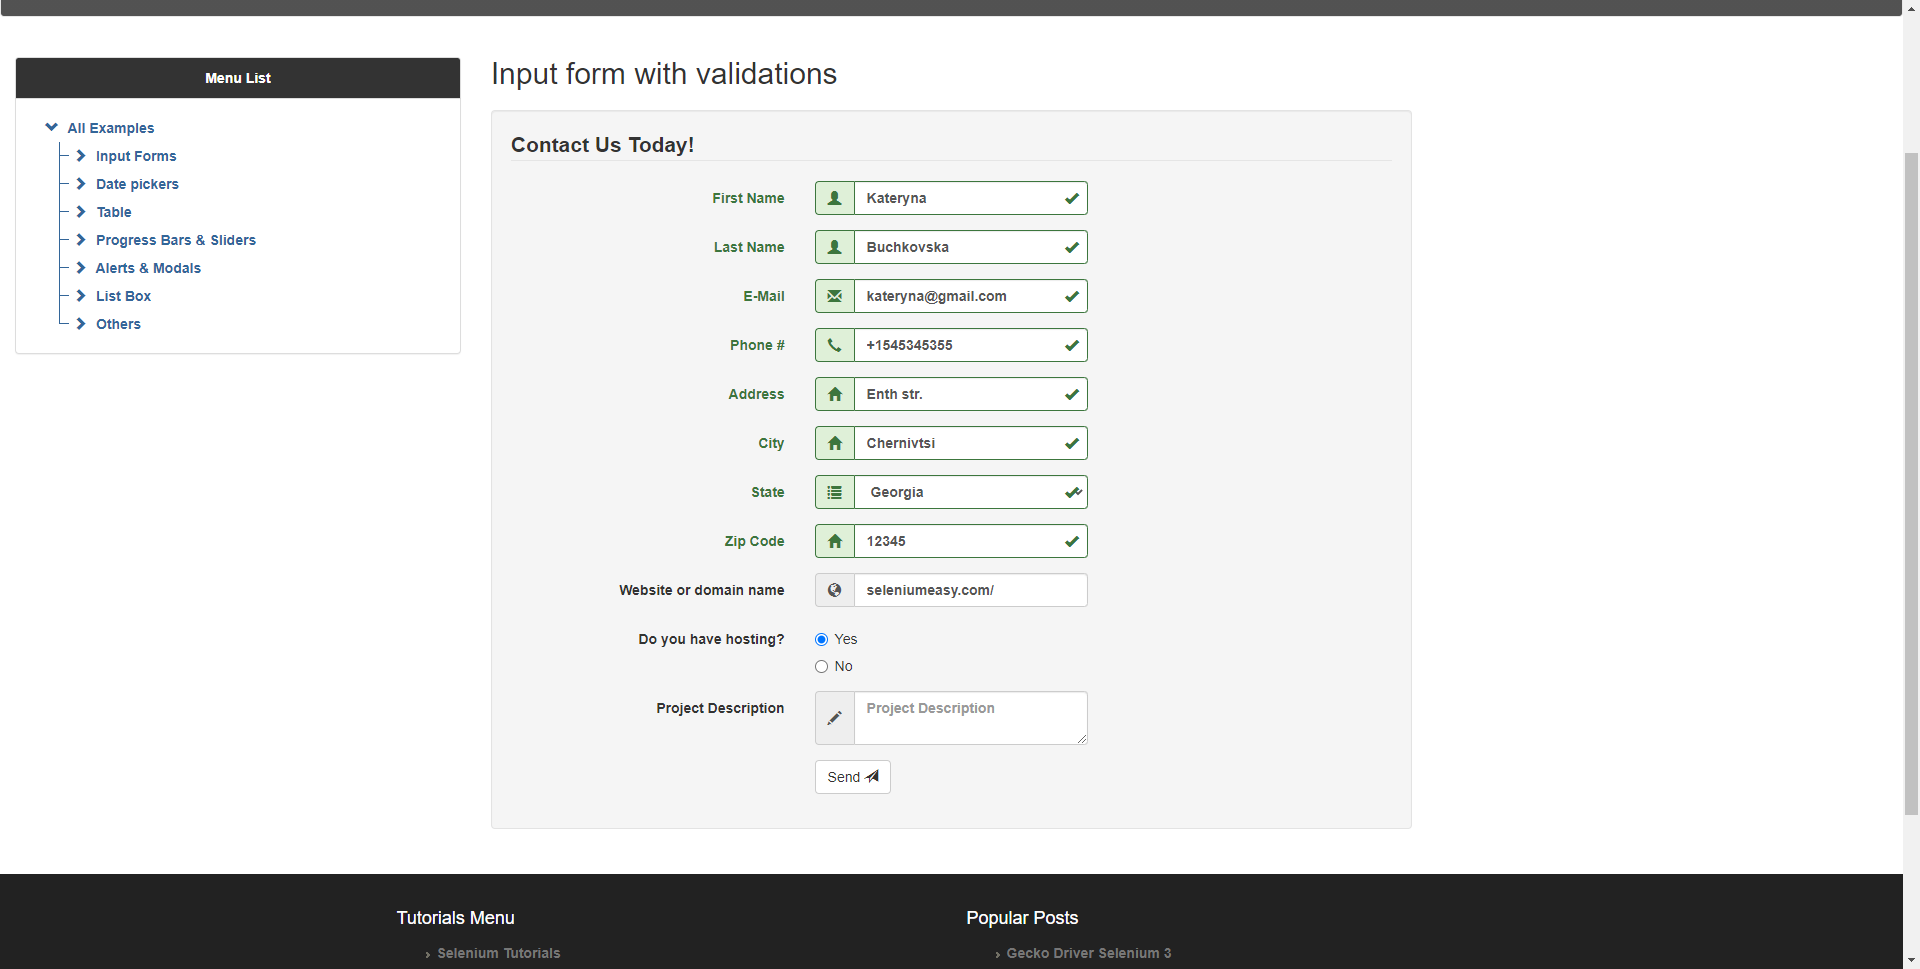 Menu List
All Examples
Input Forms
Date pickers
Table
Progress Bars & Sliders
Alerts & Modals
List Box
Others
Input form with validations
Contact Us Today!
First Name Kateryna
Last Name Buchkovska
E-Mail kateryna@gmail.com
Phone # +1545345355
Address Enth str.
City Chernivtsi
State Georgia
Zip Code 12345
Website or domain name seleniumeasy.com/
Do you have hosting? Yes
No
Project Description Project Description
Send
Tutorials Menu
Selenium Tutorials
Popular Posts
Gecko Driver Selenium 3